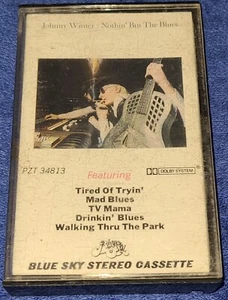 Johnny Winter / Nothin' But The Blues
PZT 34813
Featuring
DOLBY SYSTEM
Tired Of Tryin'
Mad Blues
TV Mama
Drinkin' Blues
Walking Thru The Park
BLUE SKY STEREO CASSETTE